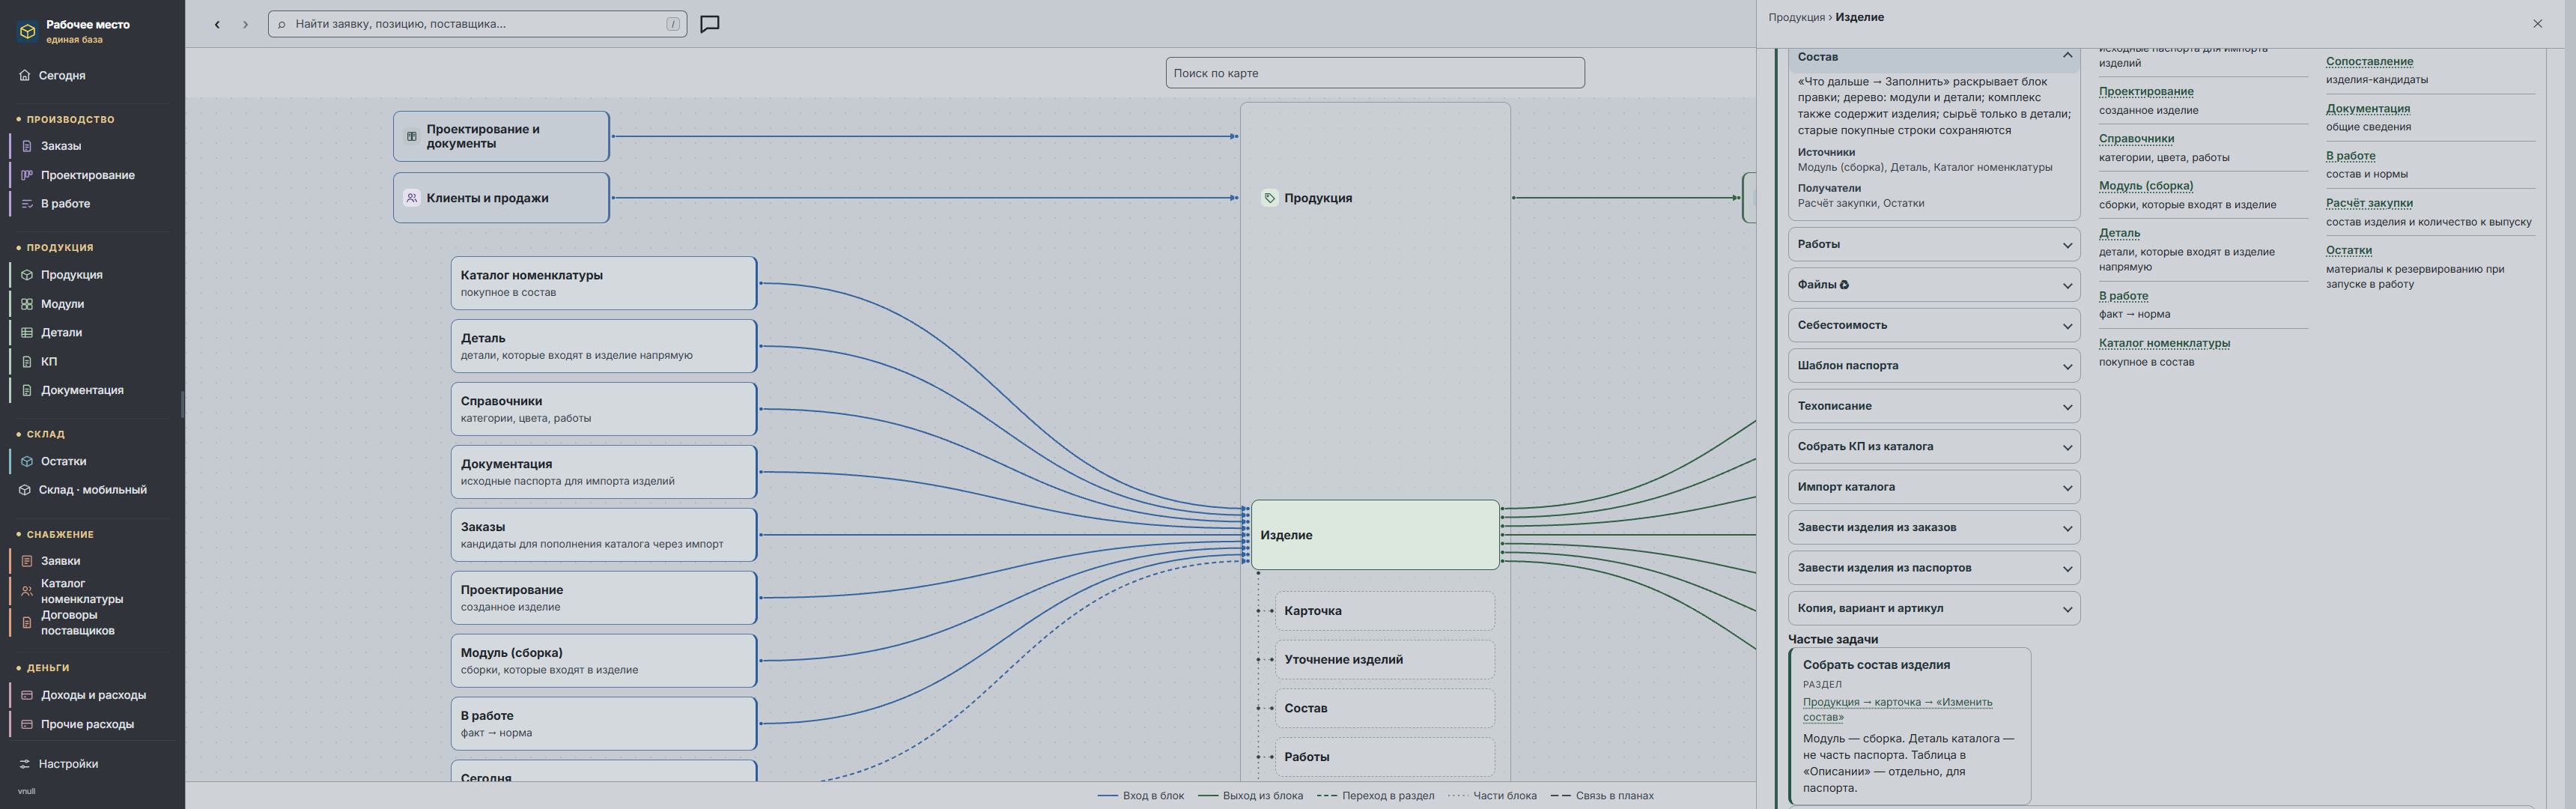 Рабочее место
единая база
Сегодня
ПРОИЗВОДСТВО
Заказы
Проектирование
В работе
ПРОДУКЦИЯ
Продукция
Модули
Детали
КП
Документация
СКЛАД
Остатки
Склад · мобильный
СНАБЖЕНИЕ
Заявки
Каталог
номенклатуры
Договоры
поставщиков
ДЕНЬГИ
Доходы и расходы
Прочие расходы
Настройки
vnull
Найти заявку, позицию, поставщика...
/
Поиск по карте
Проектирование и
документы
Клиенты и продажи
Продукция
Каталог номенклатуры
покупное в состав
Деталь
детали, которые входят в изделие напрямую
Справочники
категории, цвета, работы
Документация
исходные паспорта для импорта изделий
Заказы
кандидаты для пополнения каталога через импорт
Проектирование
созданное изделие
Модуль (сборка)
сборки, которые входят в изделие
В работе
факт → норма
Сегодня
Изделие
Карточка
Уточнение изделий
Состав
Работы
Вход в блок
Выход из блока
Переход в раздел
Части блока
Связь в планах
Продукция › Изделие
Состав
«Что дальше → Заполнить» раскрывает блок
правки; дерево: модули и детали; комплекс
также содержит изделия; сырьё только в детали;
старые покупные строки сохраняются
Источники
Модуль (сборка), Деталь, Каталог номенклатуры
Получатели
Расчёт закупки, Остатки
Работы
Файлы ♻
Себестоимость
Шаблон паспорта
Техописание
Собрать КП из каталога
Импорт каталога
Завести изделия из заказов
Завести изделия из паспортов
Копия, вариант и артикул
Частые задачи
Собрать состав изделия
РАЗДЕЛ
Продукция → карточка → «Изменить
состав»
Модуль — сборка. Деталь каталога —
не часть паспорта. Таблица в
«Описании» — отдельно, для
паспорта.
исходные паспорта для импорта
изделий
Проектирование
созданное изделие
Справочники
категории, цвета, работы
Модуль (сборка)
сборки, которые входят в изделие
Деталь
детали, которые входят в изделие
напрямую
В работе
факт → норма
Каталог номенклатуры
покупное в состав
Сопоставление
изделия-кандидаты
Документация
общие сведения
В работе
состав и нормы
Расчёт закупки
состав изделия и количество к выпуску
Остатки
материалы к резервированию при
запуске в работу